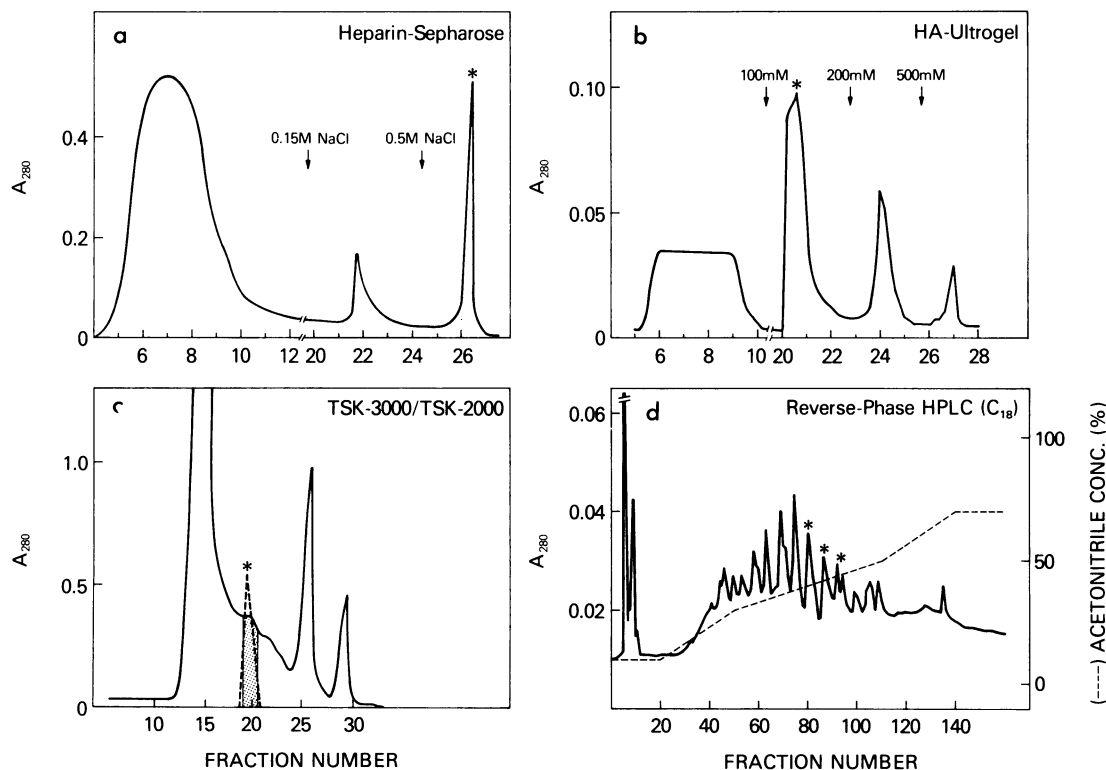 a
Heparin-Sepharose
*
0.15M NaCl
0.5M NaCl
0.4
0.2
0
A280
6 8 10 12 20 22 24 26
b
HA-Ultrogel
100mM
200mM
500mM
*
0.10
0.05
0
A280
6 8 10 20 22 24 26 28
c
TSK-3000/TSK-2000
*
1.0
0.5
0
A280
10 15 20 25 30
FRACTION NUMBER
d
Reverse-Phase HPLC (C18)
* * *
0.06
0.04
0.02
A280
100
50
0
(----) ACETONITRILE CONC. (%)
20 40 60 80 100 120 140
FRACTION NUMBER